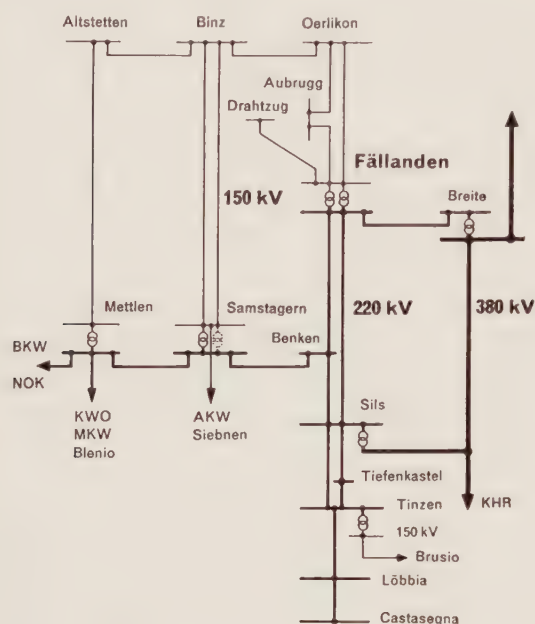 Altstetten
Binz
Oerlikon
Aubrugg
Drahtzug
Fällanden
150 kV
Breite
220 kV
380 kV
Mettlen
Samstagern
Benken
BKW
NOK
KWO
MKW
Blenio
AKW
Siebnen
Sils
Tiefenkastel
Tinzen
KHR
150 kV
Brusio
Löbbia
Castasegna